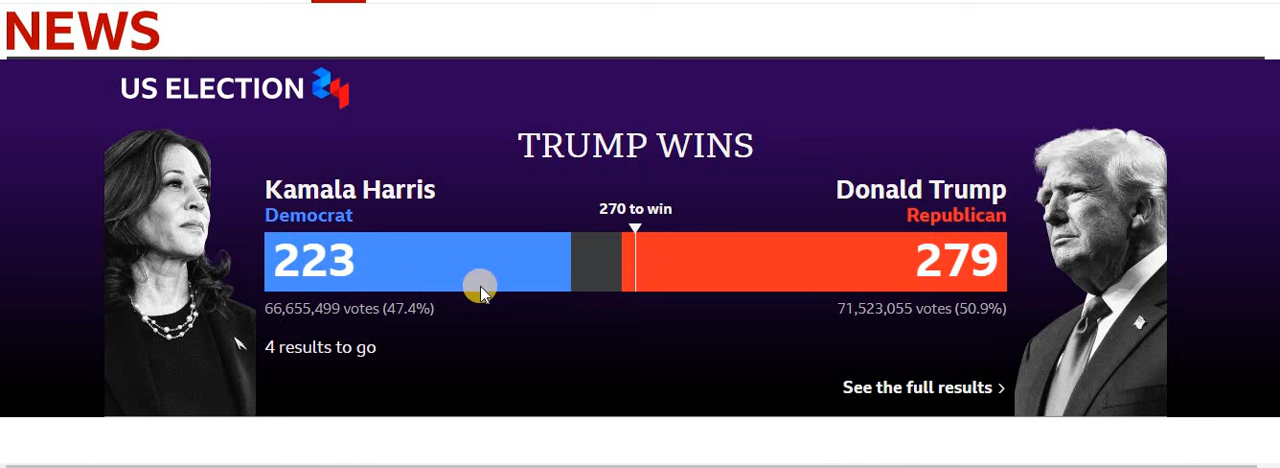 NEWS
US ELECTION 24
TRUMP WINS
Kamala Harris
Democrat
270 to win
Donald Trump
Republican
223
279
66,655,499 votes (47.4%)
71,523,055 votes (50.9%)
4 results to go
See the full results ›